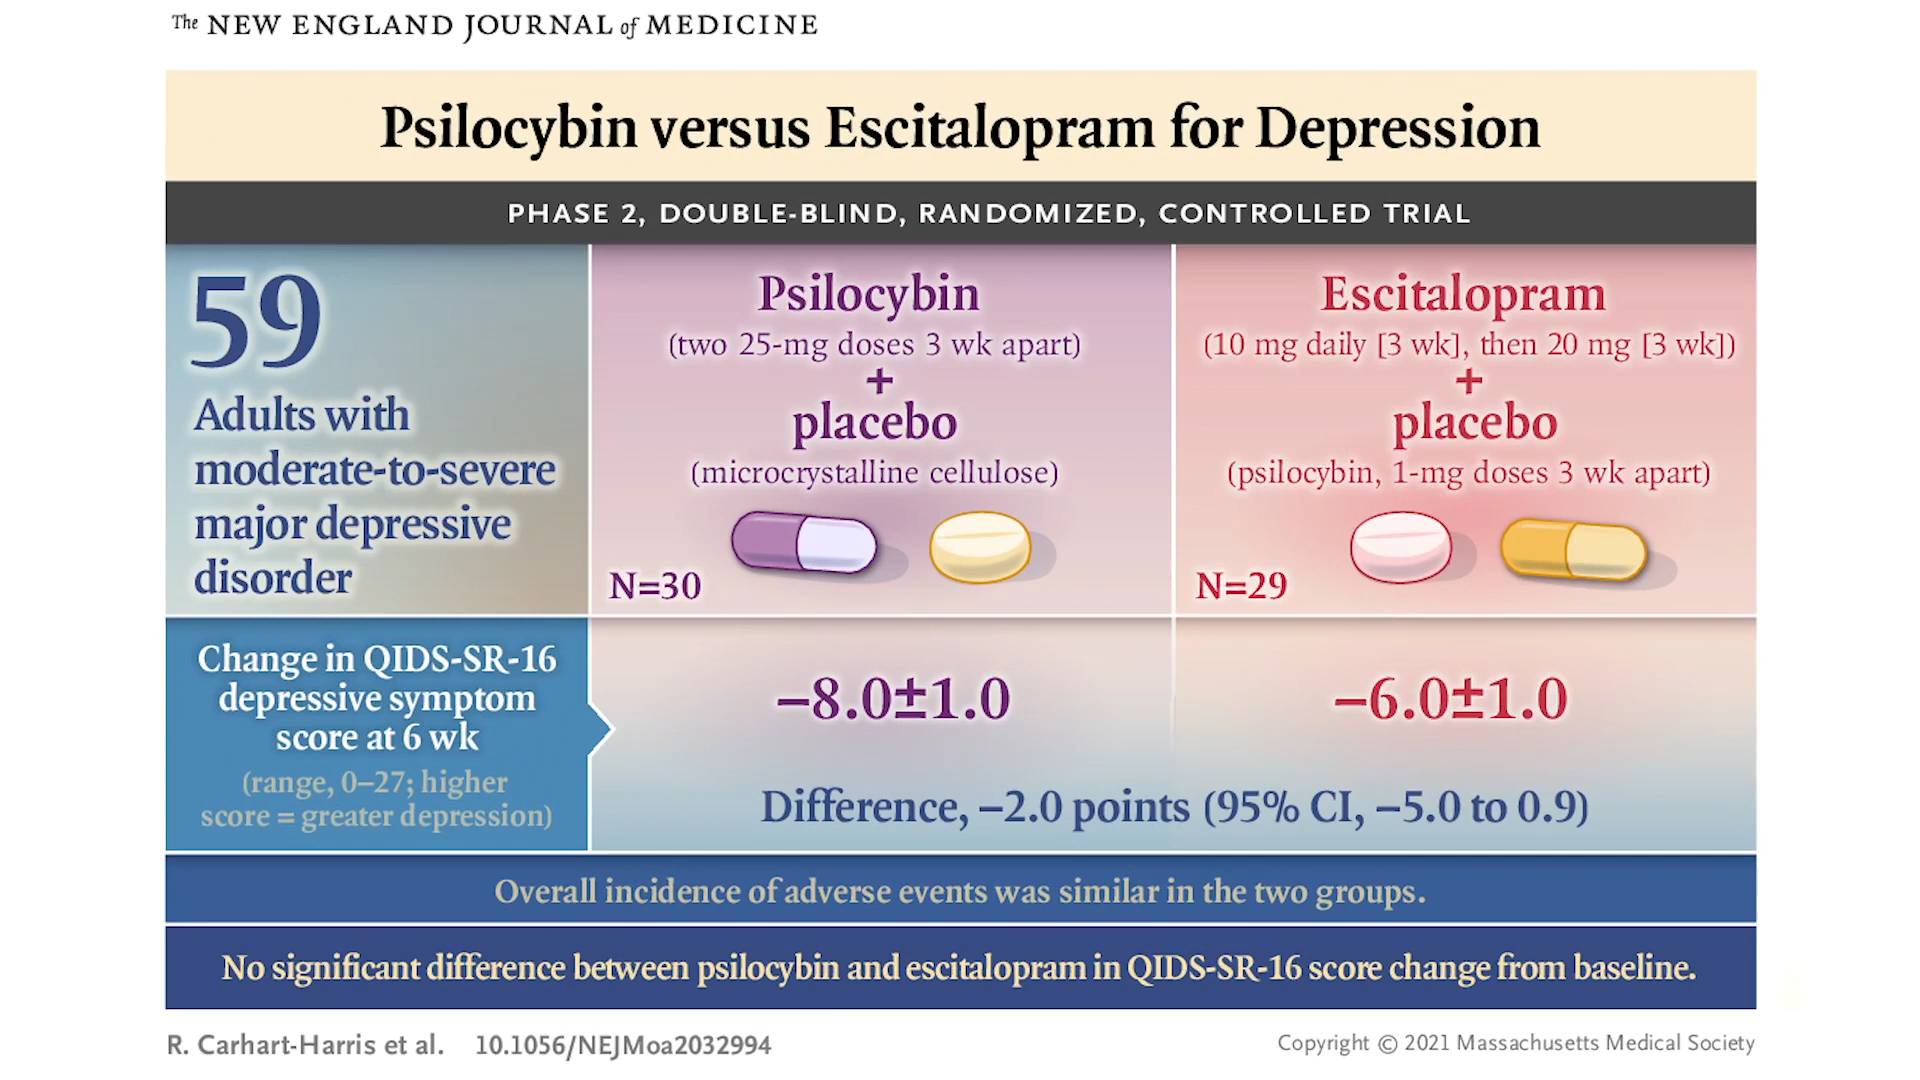 The NEW ENGLAND JOURNAL of MEDICINE
Psilocybin versus Escitalopram for Depression
PHASE 2, DOUBLE-BLIND, RANDOMIZED, CONTROLLED TRIAL
59
Adults with
moderate-to-severe
major depressive
disorder
Psilocybin
(two 25-mg doses 3 wk apart)
+
placebo
(microcrystalline cellulose)
N=30
Escitalopram
(10 mg daily [3 wk], then 20 mg [3 wk])
+
placebo
(psilocybin, 1-mg doses 3 wk apart)
N=29
Change in QIDS-SR-16
depressive symptom
score at 6 wk
(range, 0–27; higher
score = greater depression)
–8.0±1.0
–6.0±1.0
Difference, –2.0 points (95% CI, –5.0 to 0.9)
Overall incidence of adverse events was similar in the two groups.
No significant difference between psilocybin and escitalopram in QIDS-SR-16 score change from baseline.
R. Carhart-Harris et al. 10.1056/NEJMoa2032994
Copyright © 2021 Massachusetts Medical Society